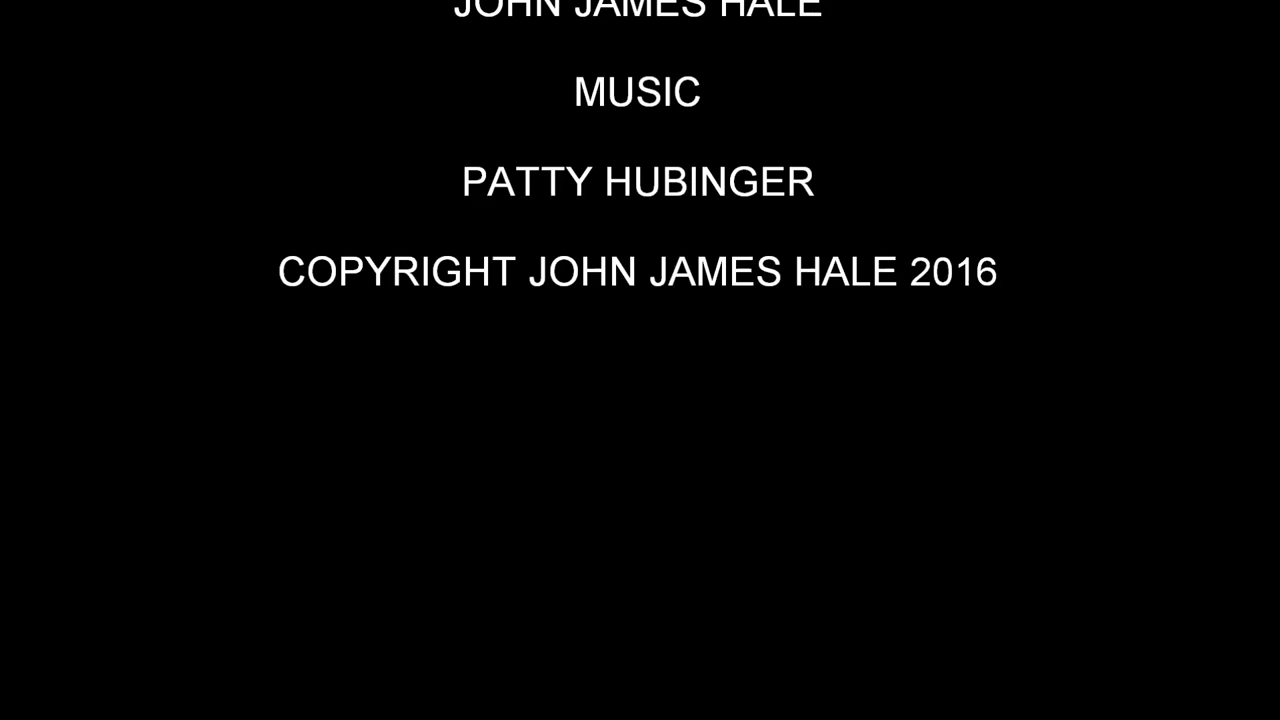 JOHN JAMES HALE
MUSIC
PATTY HUBINGER
COPYRIGHT JOHN JAMES HALE 2016